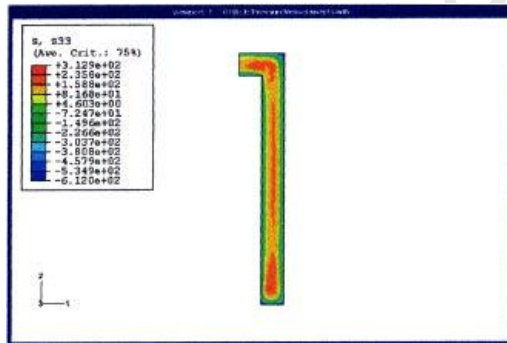 S, S33
(Ave. Crit.: 75%)
+3.129e+02
+2.358e+02
+1.588e+02
+8.168e+01
+4.603e+00
-7.247e+01
-1.496e+02
-2.266e+02
-3.037e+02
-3.808e+02
-4.579e+02
-5.349e+02
-6.120e+02
2
3
1